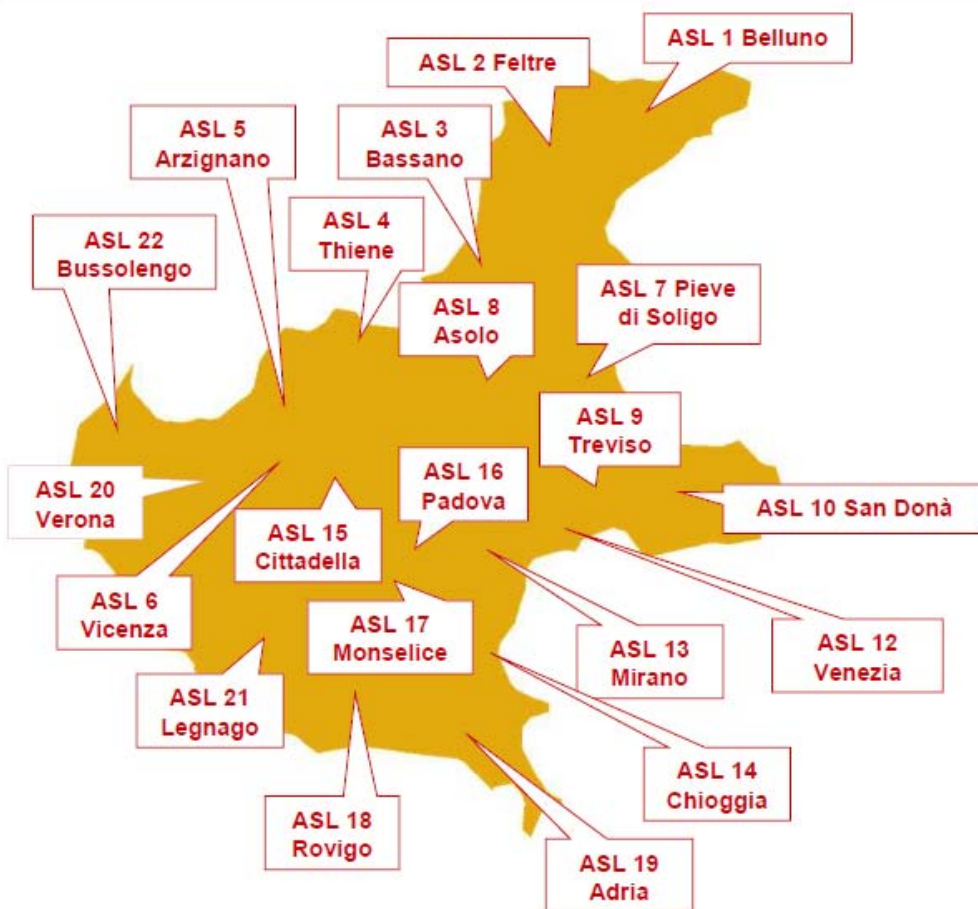 ASL 1 Belluno
ASL 2 Feltre
ASL 5
Arzignano
ASL 3
Bassano
ASL 4
Thiene
ASL 22
Bussolengo
ASL 8
Asolo
ASL 7 Pieve
di Soligo
ASL 9
Treviso
ASL 20
Verona
ASL 16
Padova
ASL 10 San Donà
ASL 15
Cittadella
ASL 6
Vicenza
ASL 17
Monselice
ASL 13
Mirano
ASL 12
Venezia
ASL 21
Legnago
ASL 14
Chioggia
ASL 18
Rovigo
ASL 19
Adria